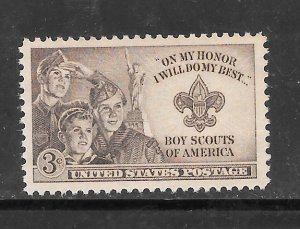 "ON MY HONOR
I WILL DO MY BEST..."
BOY SCOUTS
OF AMERICA
3¢
UNITED STATES POSTAGE